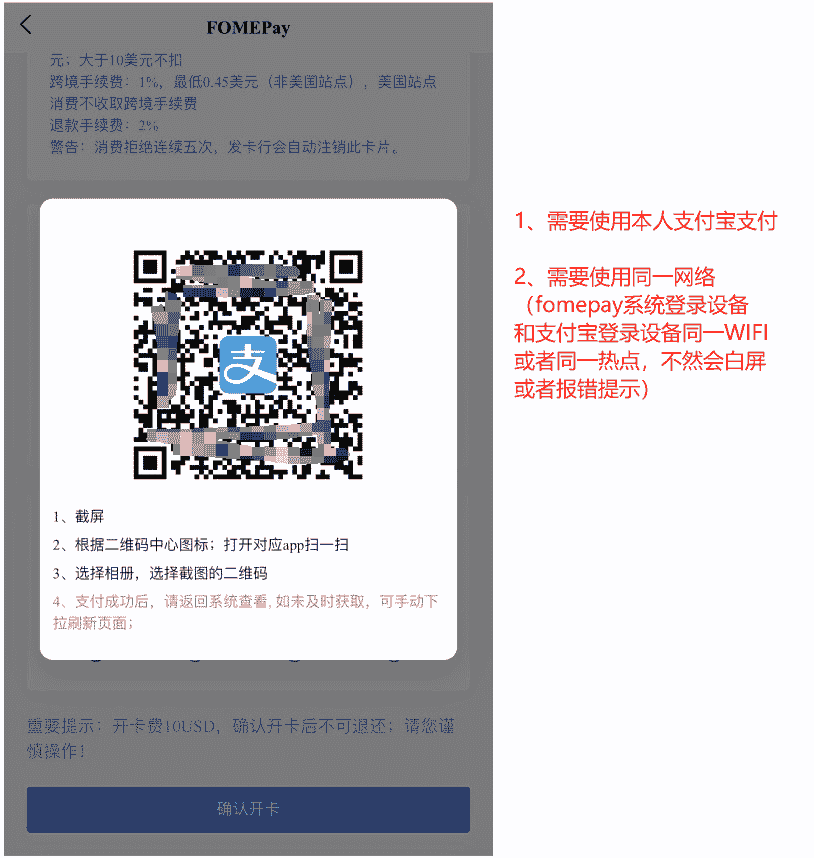 FOMEPay
元；大于10美元不扣
跨境手续费：1%，最低0.45美元（非美国站点），美国站点
消费不收取跨境手续费
退款手续费：2%
警告：消费拒绝连续五次，发卡行会自动注销此卡片。
支
1、截屏
2、根据二维码中心图标；打开对应app扫一扫
3、选择相册，选择截图的二维码
4、支付成功后，请返回系统查看,如未及时获取，可手动下
拉刷新页面；
重要提示：开卡费10USD，确认开卡后不可退还；请您谨
慎操作！
确认开卡
1、需要使用本人支付宝支付
2、需要使用同一网络
（fomepay系统登录设备
和支付宝登录设备同一WIFI
或者同一热点，不然会白屏
或者报错提示）